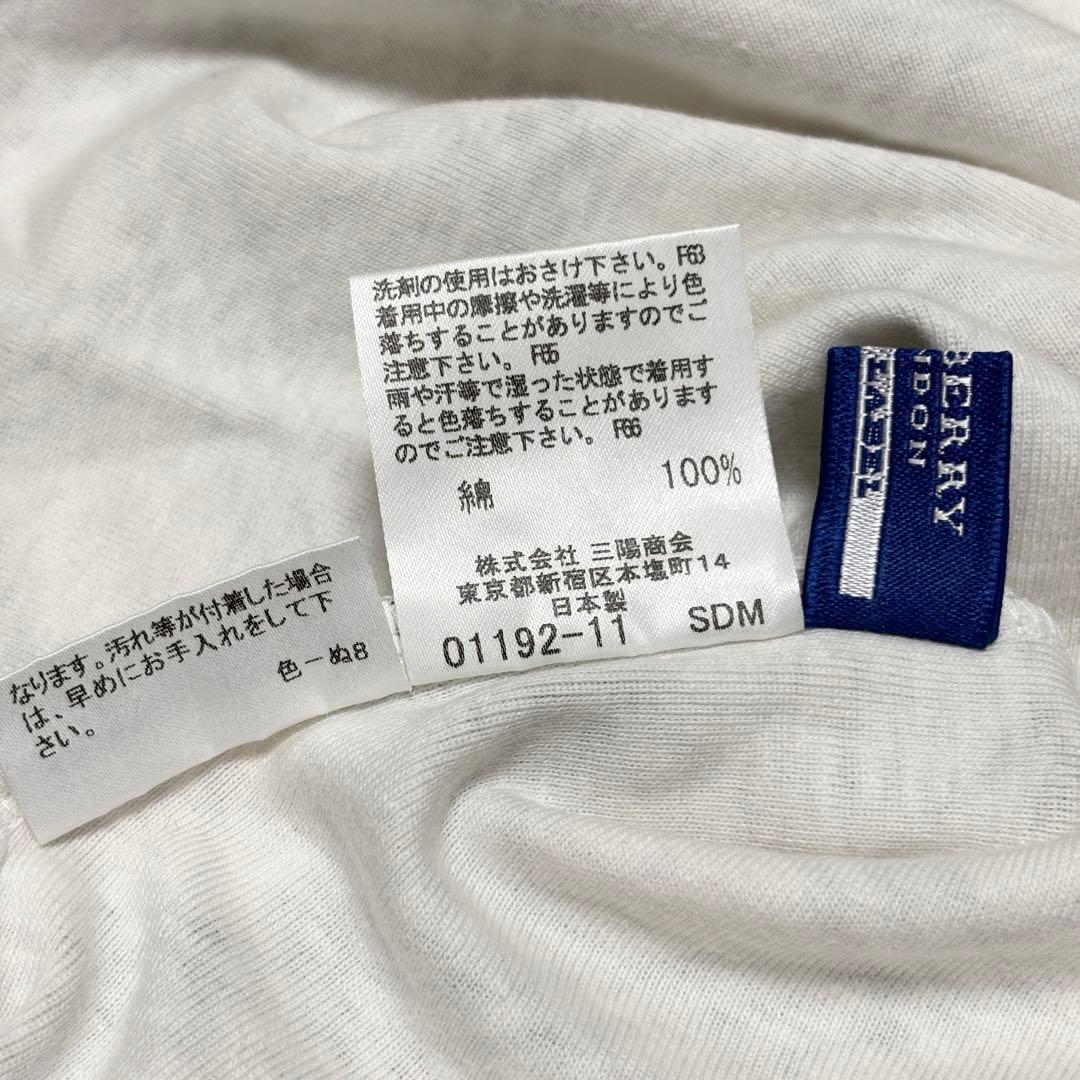 洗剤の使用はおさけ下さい。F63
着用中の摩擦や洗濯等により色
落ちすることがありますのでご
注意下さい。F65
雨や汗等で湿った状態で着用す
ると色落ちすることがあります
のでご注意下さい。F66
綿 100%
株式会社 三陽商会
東京都新宿区本塩町14
日本製
01192-11 SDM
なります。汚れ等が付着した場合
は、早めにお手入れをして下
さい。
色ーぬ8
BERRY
NDON
LABEL